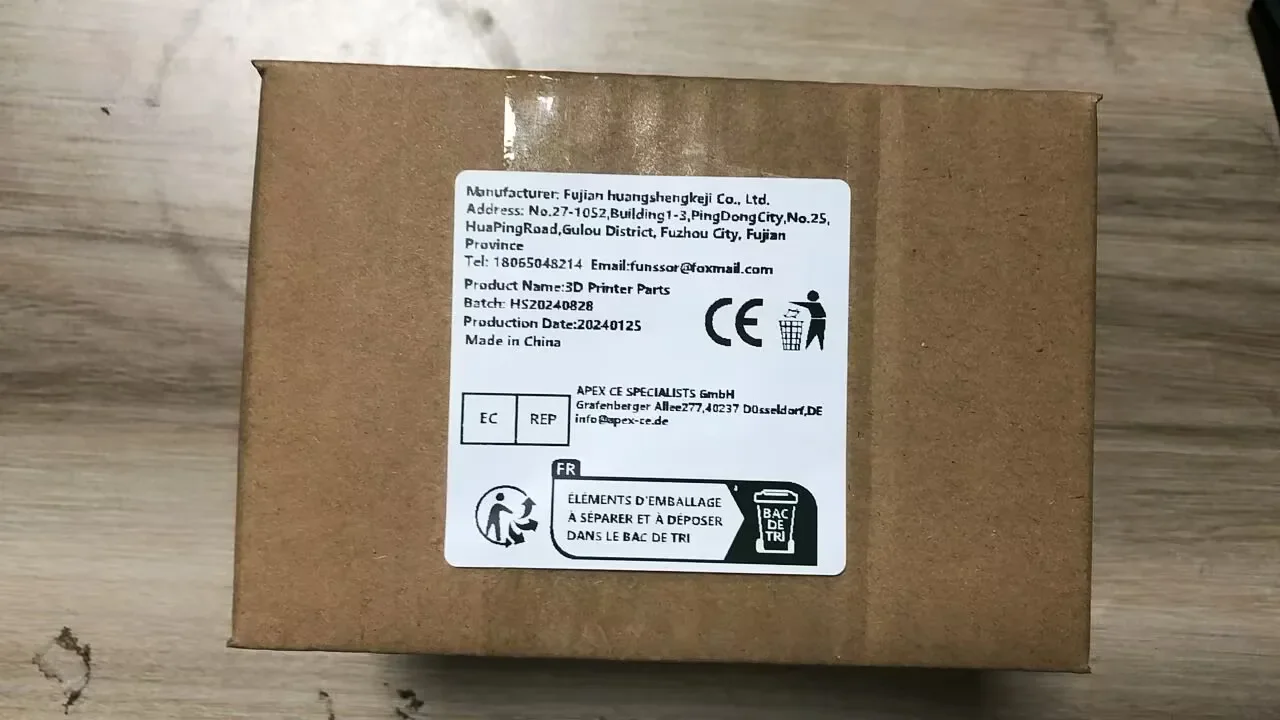 Manufacturer: Fujian huangshengkeji Co., Ltd.
Address: No.27-1052,Building1-3,PingDongCity,No.25,
HuaPingRoad,Gulou District, Fuzhou City, Fujian
Province
Tel: 18065048214 Email:funssor@foxmail.com
Product Name:3D Printer Parts
Batch: HS20240828
Production Date:20240125
Made in China
CE
APEX CE SPECIALISTS GmbH
Grafenberger Allee277,40237 Düsseldorf,DE
info@apex-ce.de
EC REP
FR
ÉLÉMENTS D'EMBALLAGE
À SÉPARER ET À DÉPOSER
DANS LE BAC DE TRI
BAC
DE
TRI